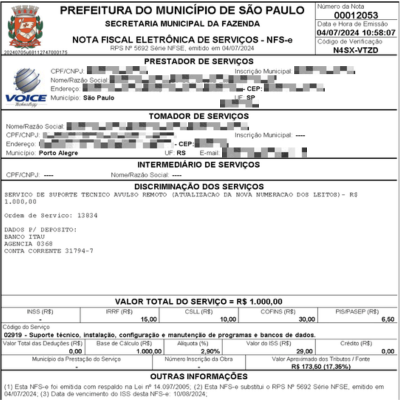 PREFEITURA DO MUNICÍPIO DE SÃO PAULO
SECRETARIA MUNICIPAL DA FAZENDA
NOTA FISCAL ELETRÔNICA DE SERVIÇOS - NFS-e
RPS Nº 5692 Série NFSE, emitido em 04/07/2024
Número da Nota
00012053
Data e Hora de Emissão
04/07/2024 10:58:07
Código de Verificação
N4SX-VTZD
PRESTADOR DE SERVIÇOS
VOICE
Technology
CPF/CNPJ:
Inscrição Municipal:
Nome/Razão Social:
Endereço:
- CEP:
Município: São Paulo
UF: SP
TOMADOR DE SERVIÇOS
Nome/Razão Social:
CPF/CNPJ:
Inscrição Municipal: ----
Endereço:
- CEP:
Município: Porto Alegre
UF: RS
E-mail:
INTERMEDIÁRIO DE SERVIÇOS
CPF/CNPJ: ----
Nome/Razão Social: ----
DISCRIMINAÇÃO DOS SERVIÇOS
SERVICO DE SUPORTE TECNICO AVULSO REMOTO (ATUALIZACAO DA NOVA NUMERACAO DOS LEITOS) - R$
1.000,00
Ordem de Servico: 12834
DADOS P/ DEPOSITO:
BANCO ITAU
AGENCIA 8368
CONTA CORRENTE 31794-7
VALOR TOTAL DO SERVIÇO = R$ 1.000,00
INSS (R$)
-
IRRF (R$)
15,00
CSLL (R$)
10,00
COFINS (R$)
30,00
PIS/PASEP (R$)
6,50
Código do Serviço
02919 - Suporte técnico, instalação, configuração e manutenção de programas e bancos de dados.
Valor Total das Deduções (R$)
0,00
Base de Cálculo (R$)
1.000,00
Alíquota (%)
2,90%
Valor do ISS (R$)
29,00
Crédito (R$)
0,00
Município da Prestação do Serviço
-
Número Inscrição da Obra
-
Valor Aproximado dos Tributos / Fonte
R$ 173,50 (17,35%)
OUTRAS INFORMAÇÕES
(1) Esta NFS-e foi emitida com respaldo na Lei nº 14.097/2005; (2) Esta NFS-e substitui o RPS Nº 5692 Série NFSE, emitido em
04/07/2024; (3) Data de vencimento do ISS desta NFS-e: 10/08/2024;